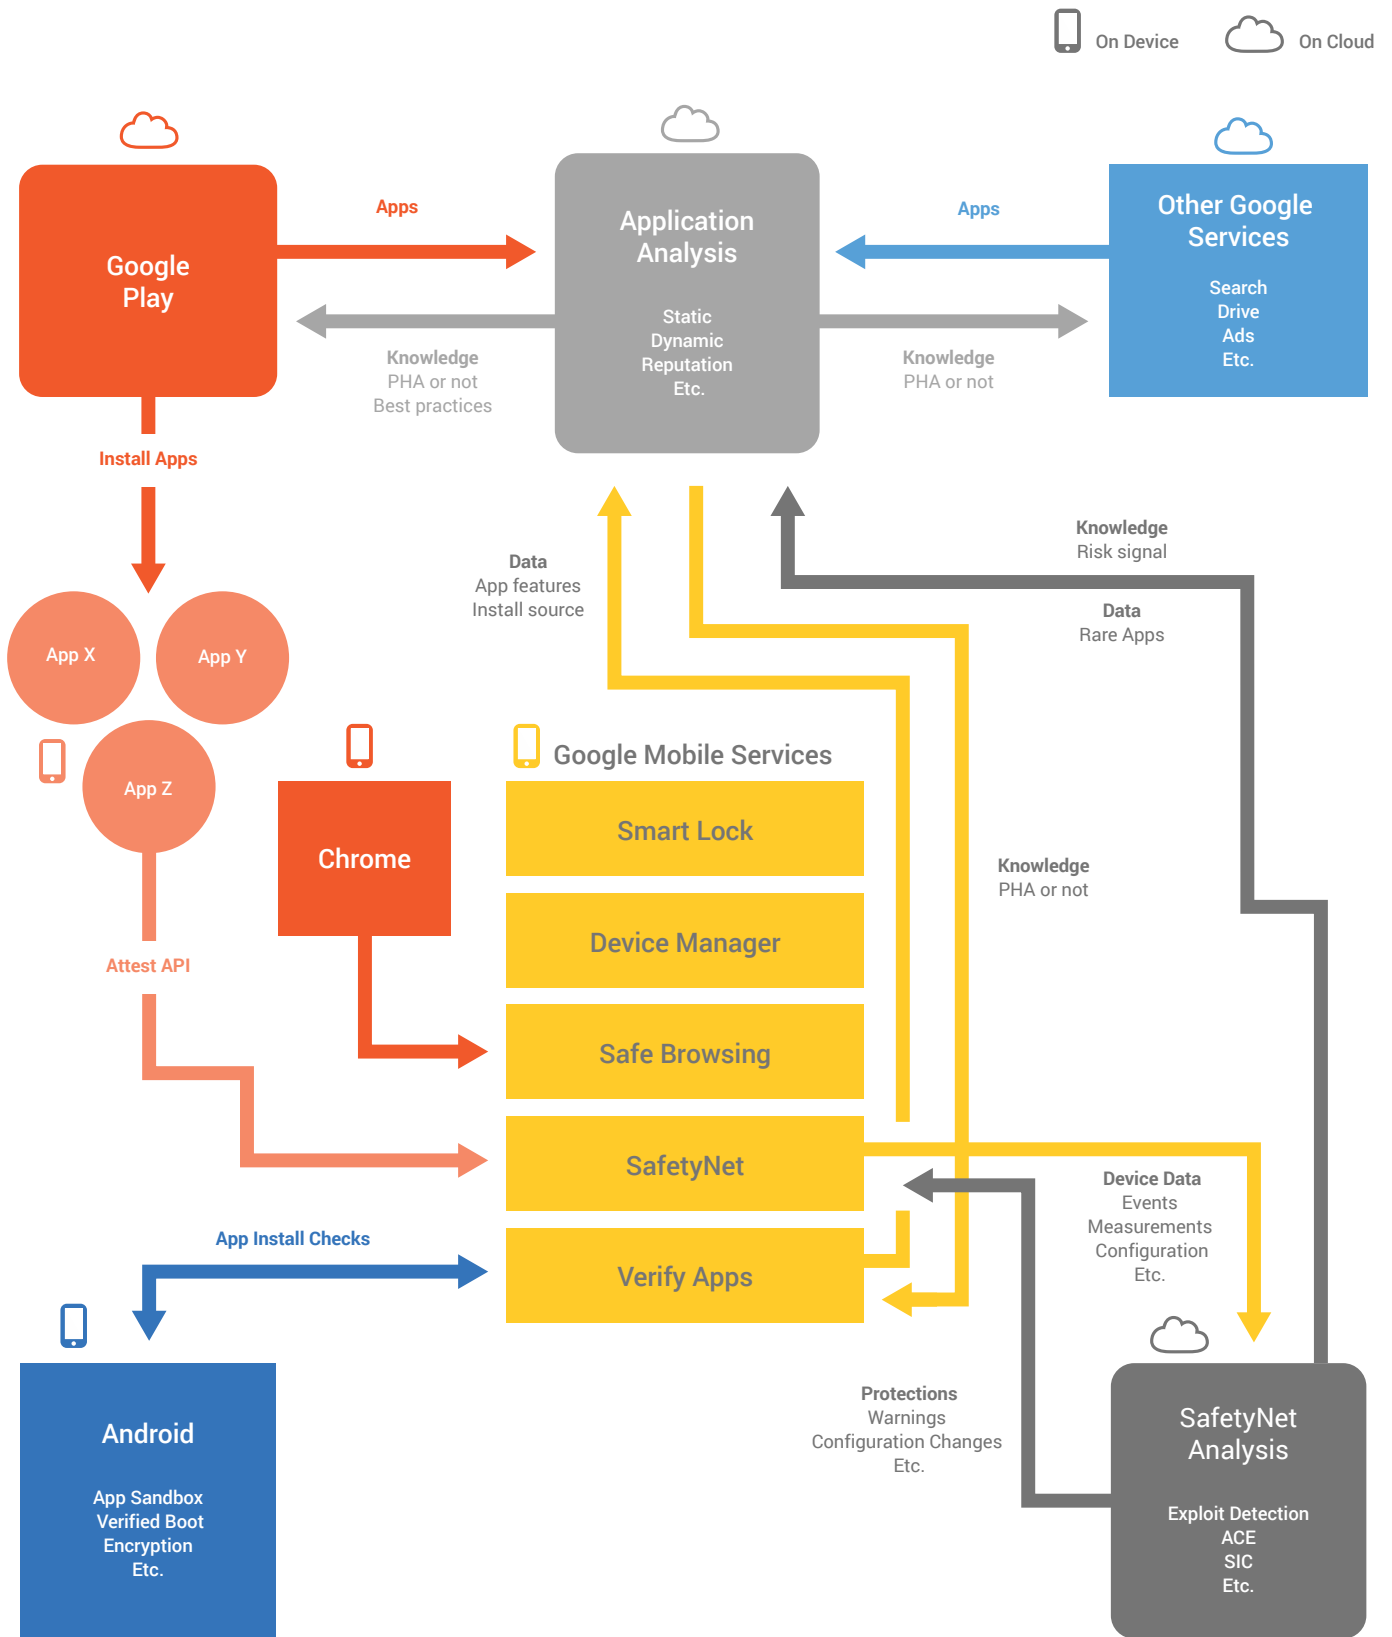 On Device
On Cloud
Google
Play
Apps
Application
Analysis
Static
Dynamic
Reputation
Etc.
Apps
Other Google
Services
Search
Drive
Ads
Etc.
Knowledge
PHA or not
Best practices
Knowledge
PHA or not
Install Apps
Data
App features
Install source
Knowledge
Risk signal
Data
Rare Apps
App X
App Y
App Z
Google Mobile Services
Chrome
Smart Lock
Device Manager
Safe Browsing
SafetyNet
Verify Apps
Knowledge
PHA or not
Attest API
App Install Checks
Device Data
Events
Measurements
Configuration
Etc.
Android
App Sandbox
Verified Boot
Encryption
Etc.
Protections
Warnings
Configuration Changes
Etc.
SafetyNet
Analysis
Exploit Detection
ACE
SIC
Etc.